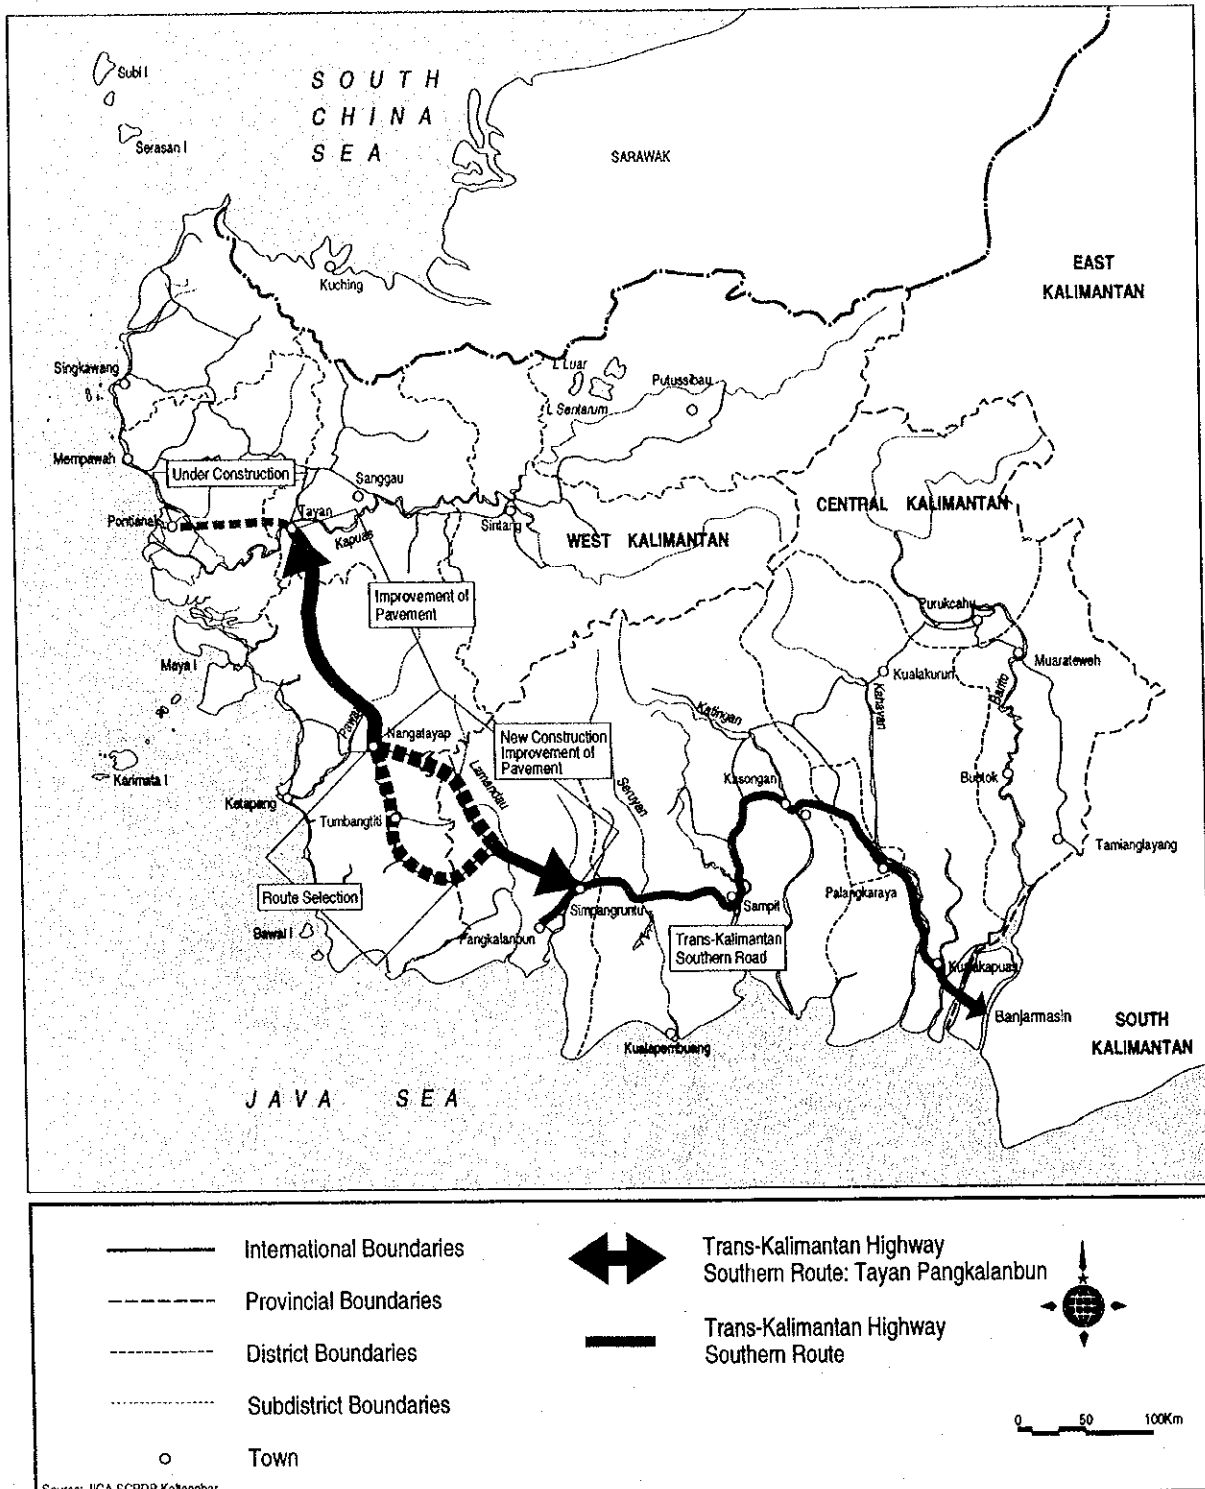 Subi I
SOUTH
CHINA
SEA
Serasan I
SARAWAK
EAST
KALIMANTAN
Kuching
Singkawang
L Luar
Putussibau
L Sentarum
Mempawah
Under Construction
Sanggau
Pontianak
Tayan
Kapuas
Sintang
WEST KALIMANTAN
CENTRAL KALIMANTAN
Improvement of
Pavement
Purukcahu
Maya I
Kualakurun
Muarateweh
Kahayan
Barito
Katingan
Pawan
Nangatayap
New Construction
Improvement of
Pavement
Karimata I
Lamandau
Seruyan
Kasongan
Buntok
Ketapang
Tumbangtiti
Tamianglayang
Route Selection
Palangkaraya
Simpangruntu
Sampit
Bawal I
Pangkalanbun
Trans-Kalimantan
Southern Road
Kualakapuas
Banjarmasin
SOUTH
KALIMANTAN
Kualapembuang
JAVA SEA
International Boundaries
Provincial Boundaries
District Boundaries
Subdistrict Boundaries
Town
Trans-Kalimantan Highway
Southern Route: Tayan Pangkalanbun
Trans-Kalimantan Highway
Southern Route
0 50 100Km